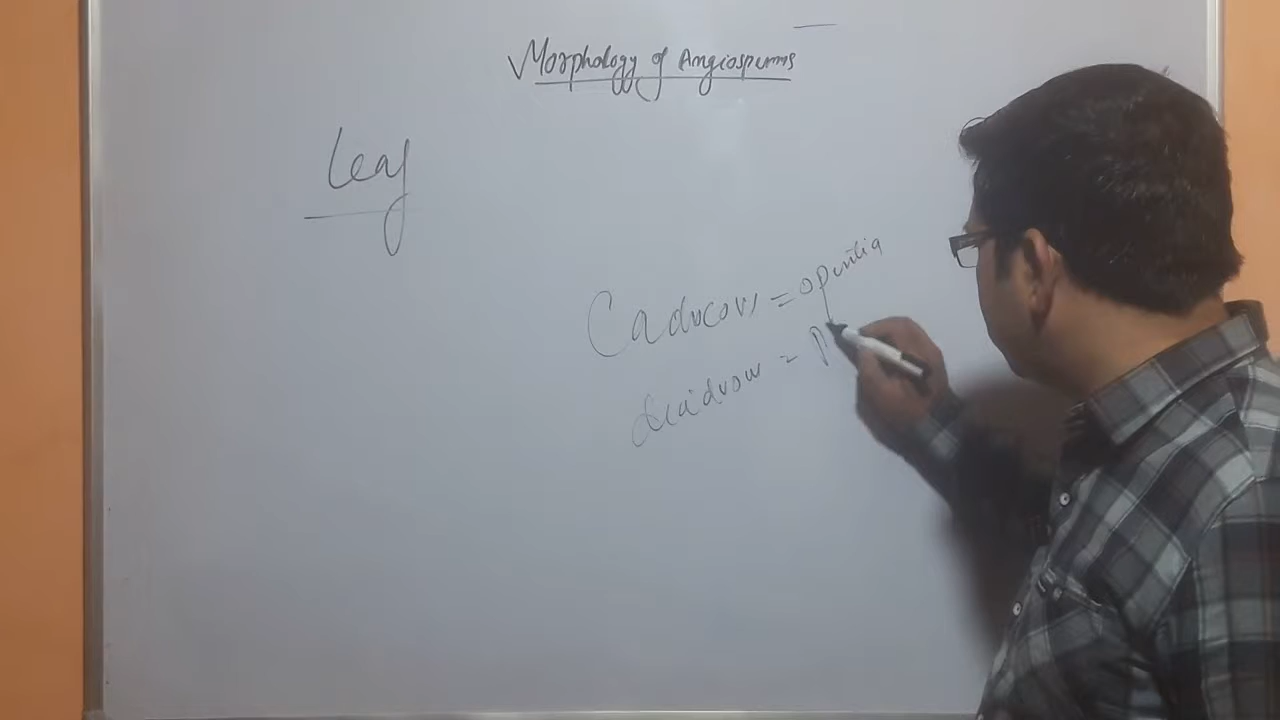 Morphology of Angiosperms
Leaf
Caducous = opuntia
deciduous = P